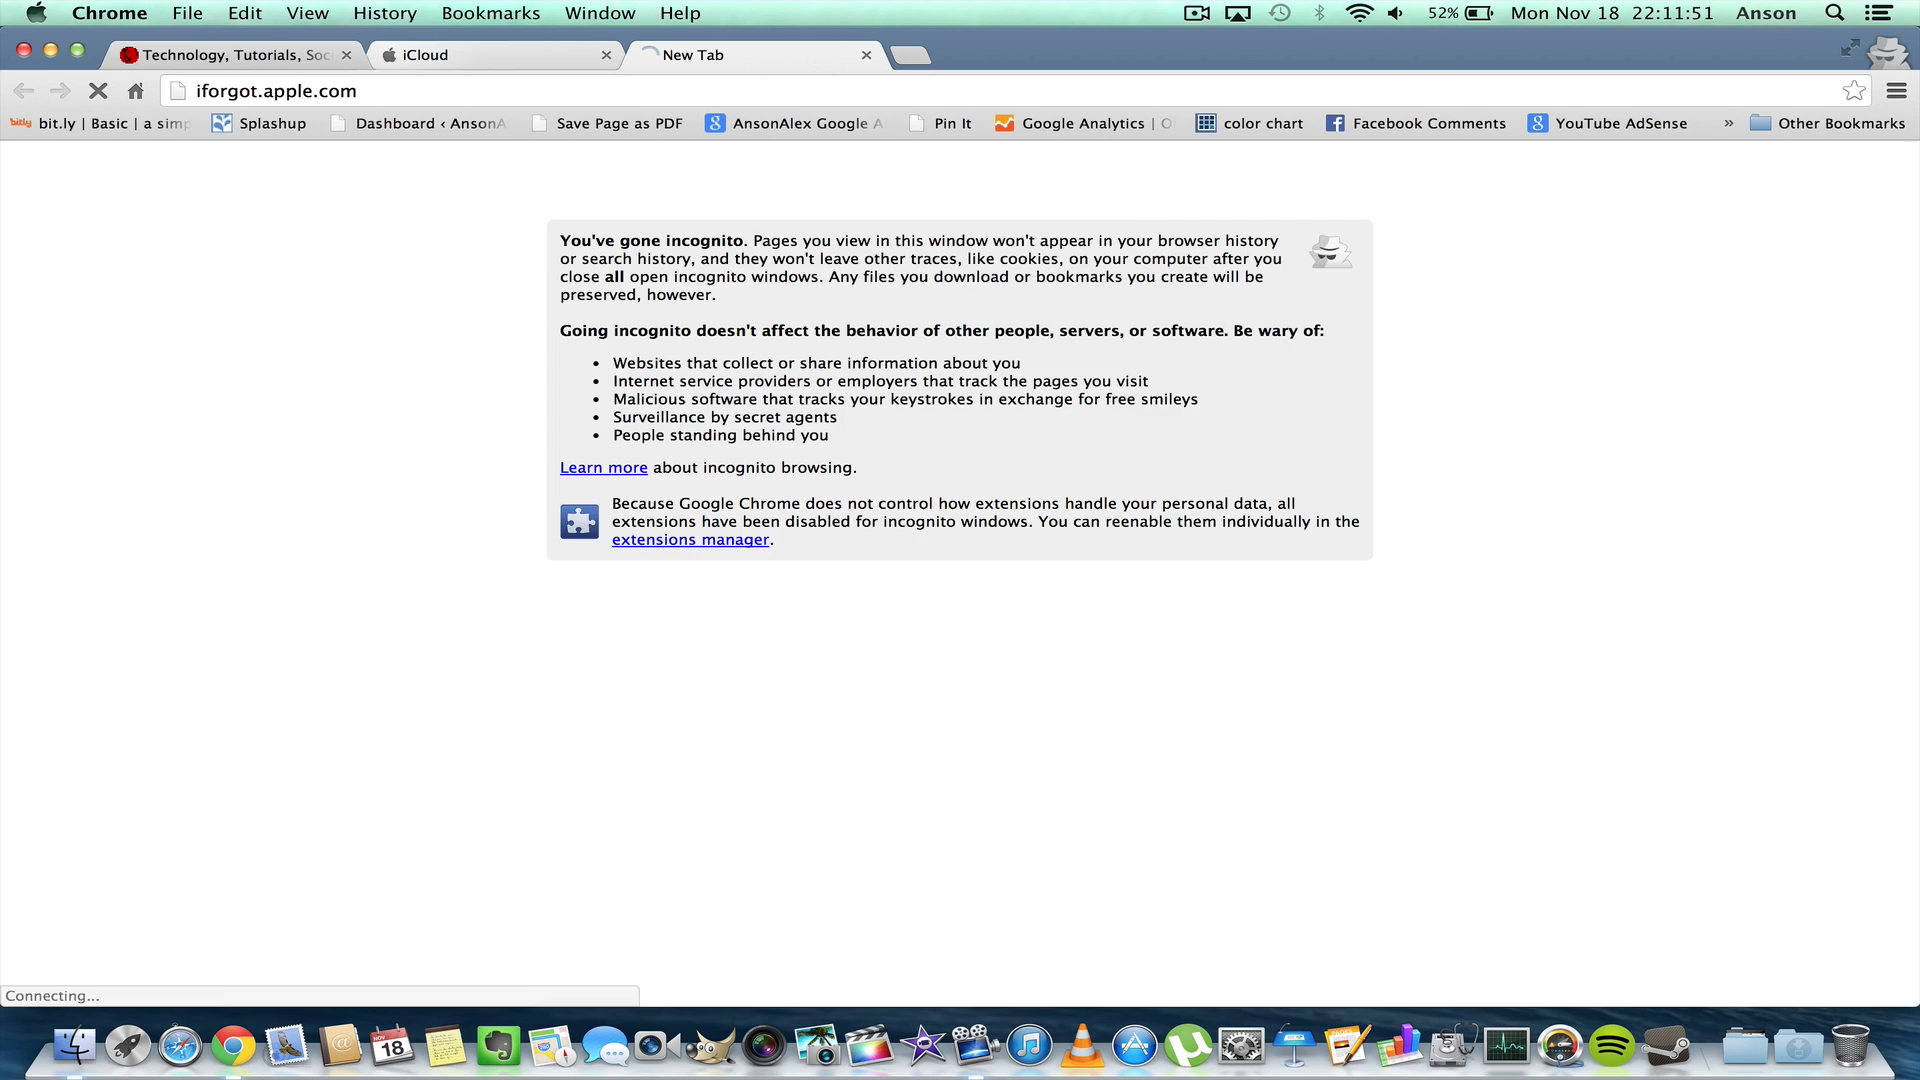 Chrome File Edit View History Bookmarks Window Help 52% Mon Nov 18 22:11:51 Anson
Technology, Tutorials, Soc iCloud New Tab
iforgot.apple.com
bitly bit.ly | Basic | a simp Splashup Dashboard ‹ AnsonA Save Page as PDF AnsonAlex Google A Pin It Google Analytics | O color chart Facebook Comments YouTube AdSense » Other Bookmarks
You've gone incognito. Pages you view in this window won't appear in your browser history
or search history, and they won't leave other traces, like cookies, on your computer after you
close all open incognito windows. Any files you download or bookmarks you create will be
preserved, however.
Going incognito doesn't affect the behavior of other people, servers, or software. Be wary of:
• Websites that collect or share information about you
• Internet service providers or employers that track the pages you visit
• Malicious software that tracks your keystrokes in exchange for free smileys
• Surveillance by secret agents
• People standing behind you
Learn more about incognito browsing.
Because Google Chrome does not control how extensions handle your personal data, all
extensions have been disabled for incognito windows. You can reenable them individually in the
extensions manager.
Connecting...
NOV
18